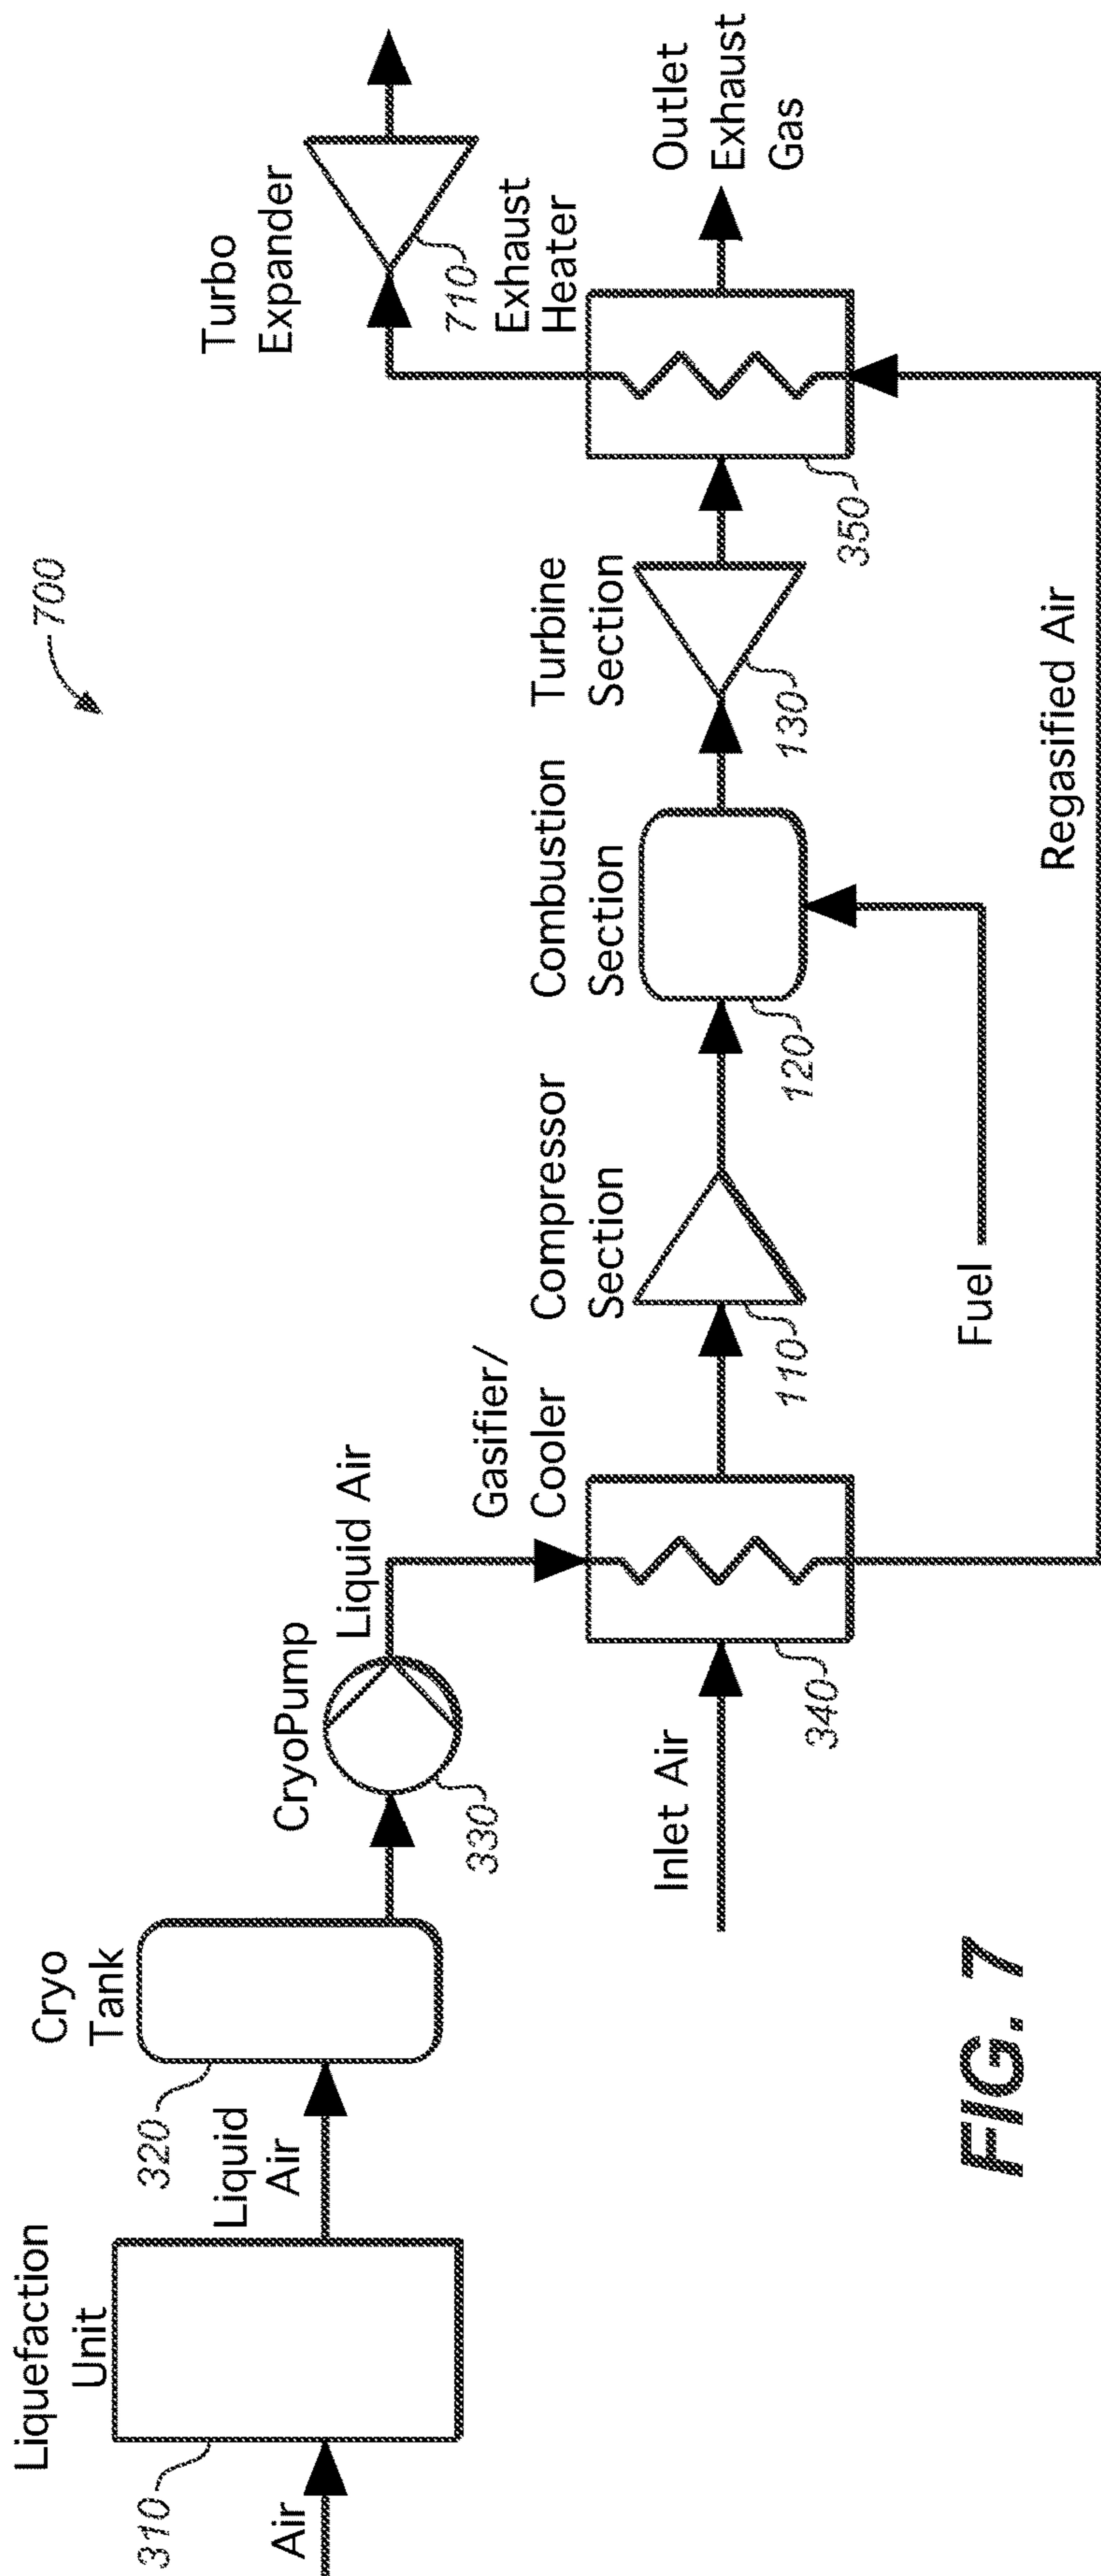 700
Liquefaction
Unit
310
Air
Liquid
Air
Cryo
Tank
320
CryoPump
330
Liquid Air
Gasifier/
Cooler
340
Inlet Air
Compressor
Section
110
Combustion
Section
120
Fuel
Turbine
Section
130
Exhaust
Heater
350
Turbo
Expander
710
Outlet
Exhaust
Gas
Regasified Air
FIG. 7